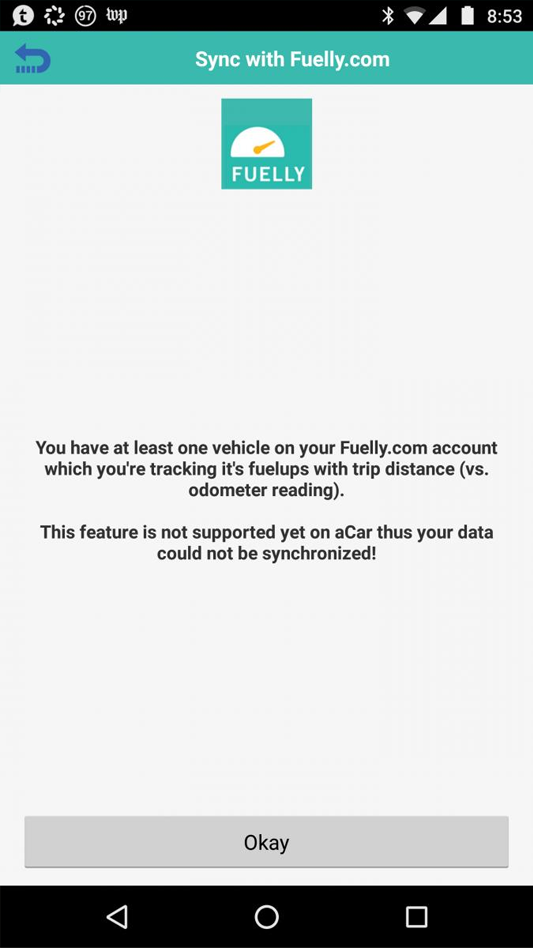 97 wp 8:53
Sync with Fuelly.com
FUELLY
You have at least one vehicle on your Fuelly.com account
which you're tracking it's fuelups with trip distance (vs.
odometer reading).
This feature is not supported yet on aCar thus your data
could not be synchronized!
Okay